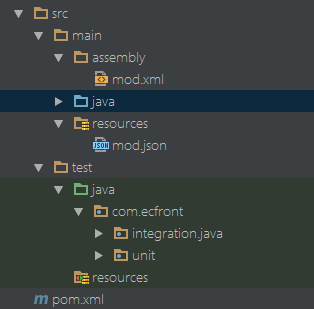 src
main
assembly
mod.xml
java
resources
mod.json
test
java
com.ecfront
integration.java
unit
resources
pom.xml